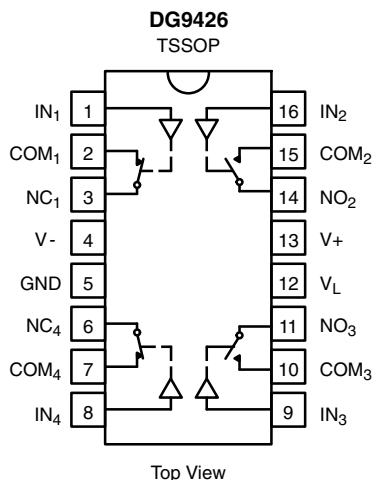 DG9426
TSSOP
IN1 1 16 IN2
COM1 2 15 COM2
NC1 3 14 NO2
V- 4 13 V+
GND 5 12 VL
NC4 6 11 NO3
COM4 7 10 COM3
IN4 8 9 IN3
Top View